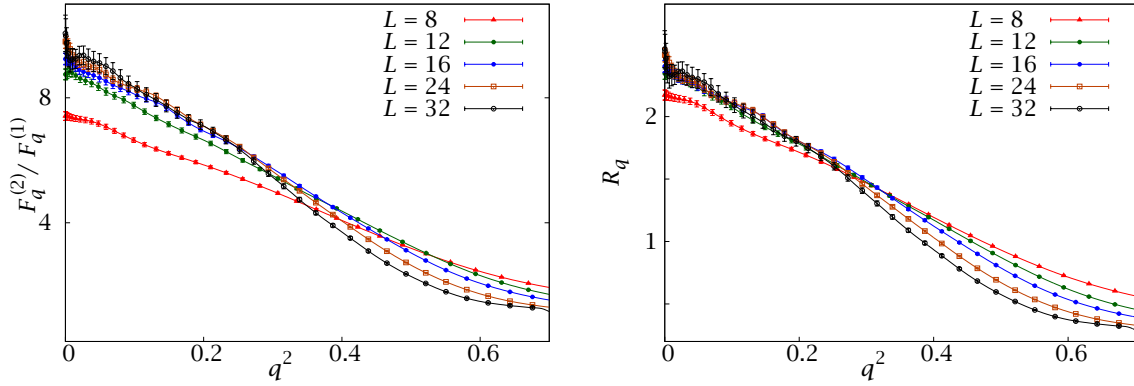 L = 8
L = 12
L = 16
L = 24
L = 32
8
4
F_q^(2) / F_q^(1)
0
0.2
0.4
0.6
q^2
L = 8
L = 12
L = 16
L = 24
L = 32
2
1
R_q
0
0.2
0.4
0.6
q^2